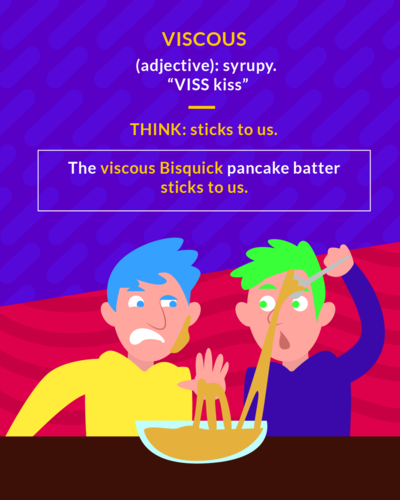 VISCOUS
(adjective): syrupy.
“VISS kiss”
THINK: sticks to us.
The viscous Bisquick pancake batter
sticks to us.